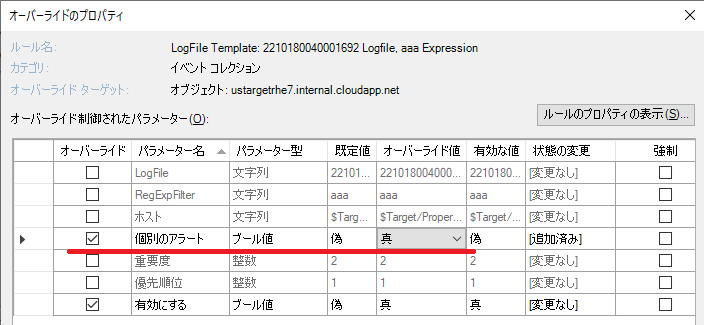 オーバーライドのプロパティ
ルール名: LogFile Template: 2210180040001692 Logfile, aaa Expression
カテゴリ: イベント コレクション
オーバーライド ターゲット: オブジェクト: ustargetrhe7.internal.cloudapp.net
オーバーライド制御されたパラメーター(O): ルールのプロパティの表示(S)...
オーバーライド パラメーター名 パラメーター型 既定値 オーバーライド値 有効な値 状態の変更 強制
LogFile 文字列 22101... 221018004000... 2210180... [変更なし]
RegExpFilter 文字列 aaa aaa aaa [変更なし]
ホスト 文字列 $Targ... $Target/Proper... $Target/... [変更なし]
個別のアラート ブール値 偽 真 偽 [追加済み]
重要度 整数 2 2 2 [変更なし]
優先順位 整数 1 1 1 [変更なし]
有効にする ブール値 偽 真 真 [変更なし]